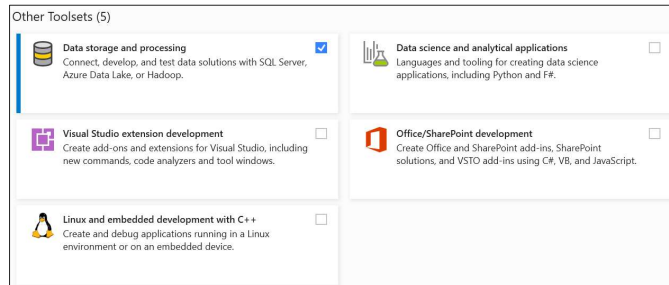 Other Toolsets (5)
Data storage and processing
Connect, develop, and test data solutions with SQL Server,
Azure Data Lake, or Hadoop.
Data science and analytical applications
Languages and tooling for creating data science
applications, including Python and F#.
Visual Studio extension development
Create add-ons and extensions for Visual Studio, including
new commands, code analyzers and tool windows.
Office/SharePoint development
Create Office and SharePoint add-ins, SharePoint
solutions, and VSTO add-ins using C#, VB, and JavaScript.
Linux and embedded development with C++
Create and debug applications running in a Linux
environment or on an embedded device.